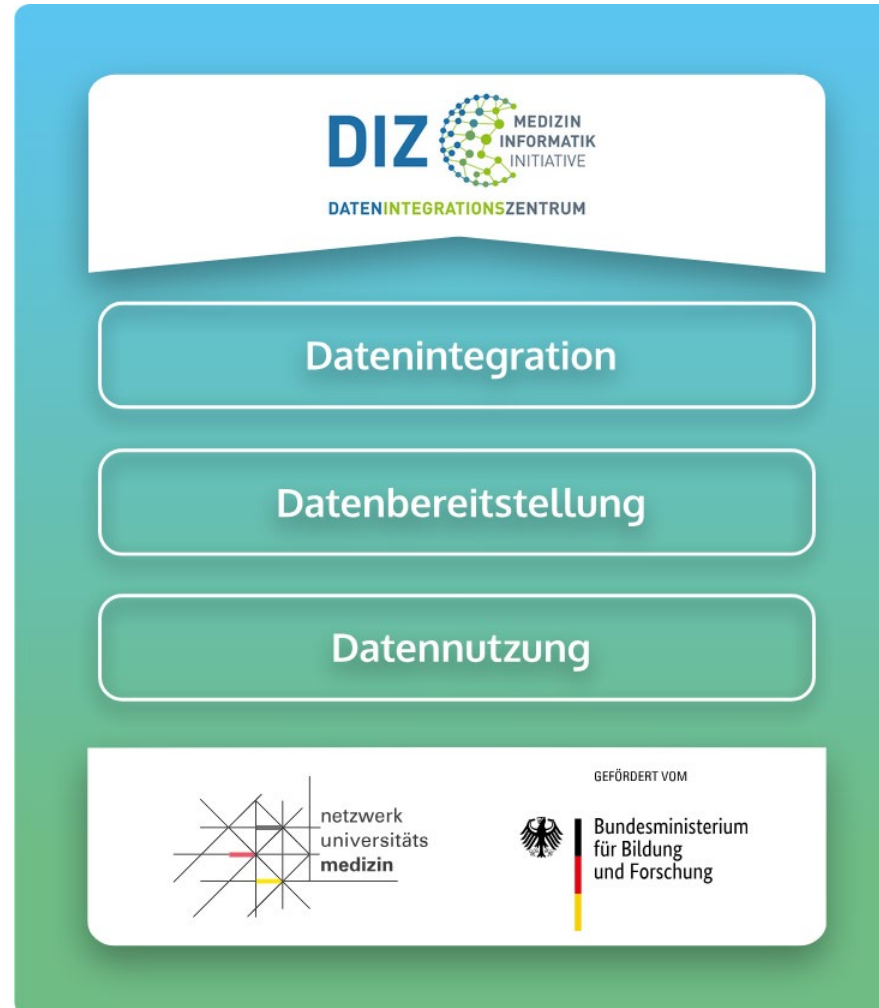 DIZ
MEDIZIN
INFORMATIK
INITIATIVE
DATENINTEGRATIONSZENTRUM
Datenintegration
Datenbereitstellung
Datennutzung
netzwerk
universitäts
medizin
GEFÖRDERT VOM
Bundesministerium
für Bildung
und Forschung